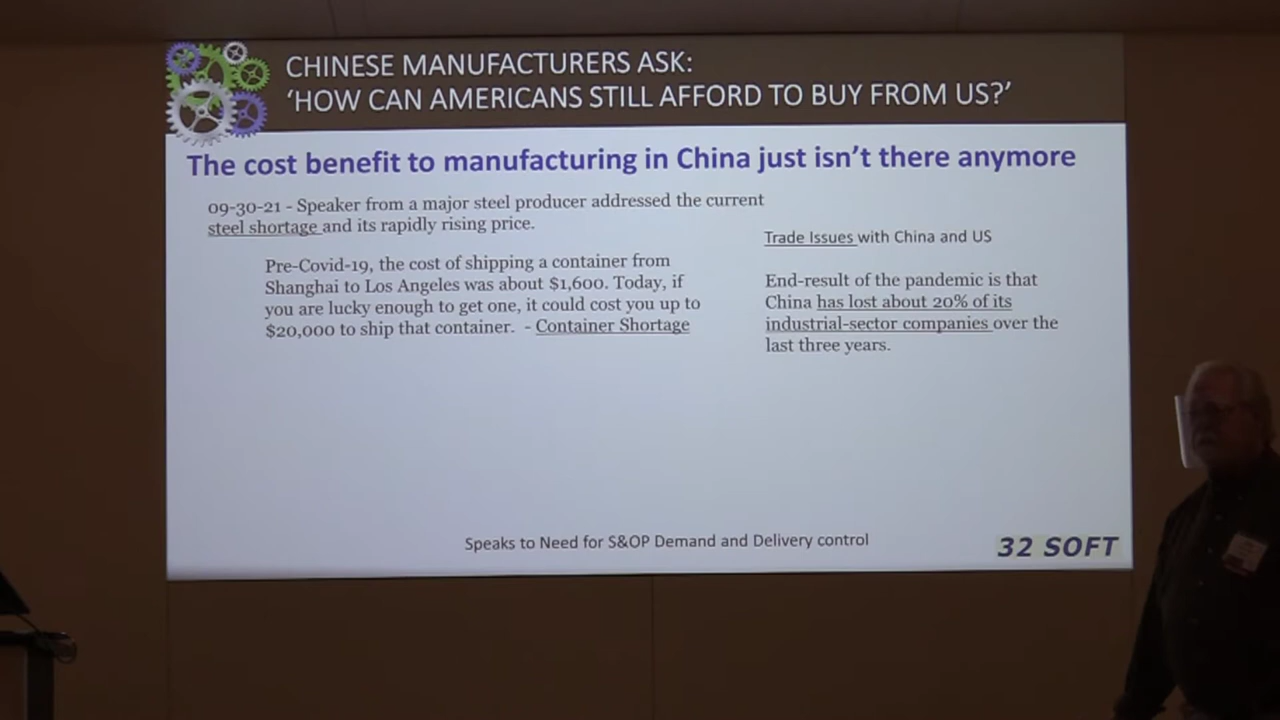 CHINESE MANUFACTURERS ASK:
‘HOW CAN AMERICANS STILL AFFORD TO BUY FROM US?’
The cost benefit to manufacturing in China just isn’t there anymore
09-30-21 - Speaker from a major steel producer addressed the current
steel shortage and its rapidly rising price.
Pre-Covid-19, the cost of shipping a container from
Shanghai to Los Angeles was about $1,600. Today, if
you are lucky enough to get one, it could cost you up to
$20,000 to ship that container. - Container Shortage
Trade Issues with China and US
End-result of the pandemic is that
China has lost about 20% of its
industrial-sector companies over the
last three years.
Speaks to Need for S&OP Demand and Delivery control
32 SOFT